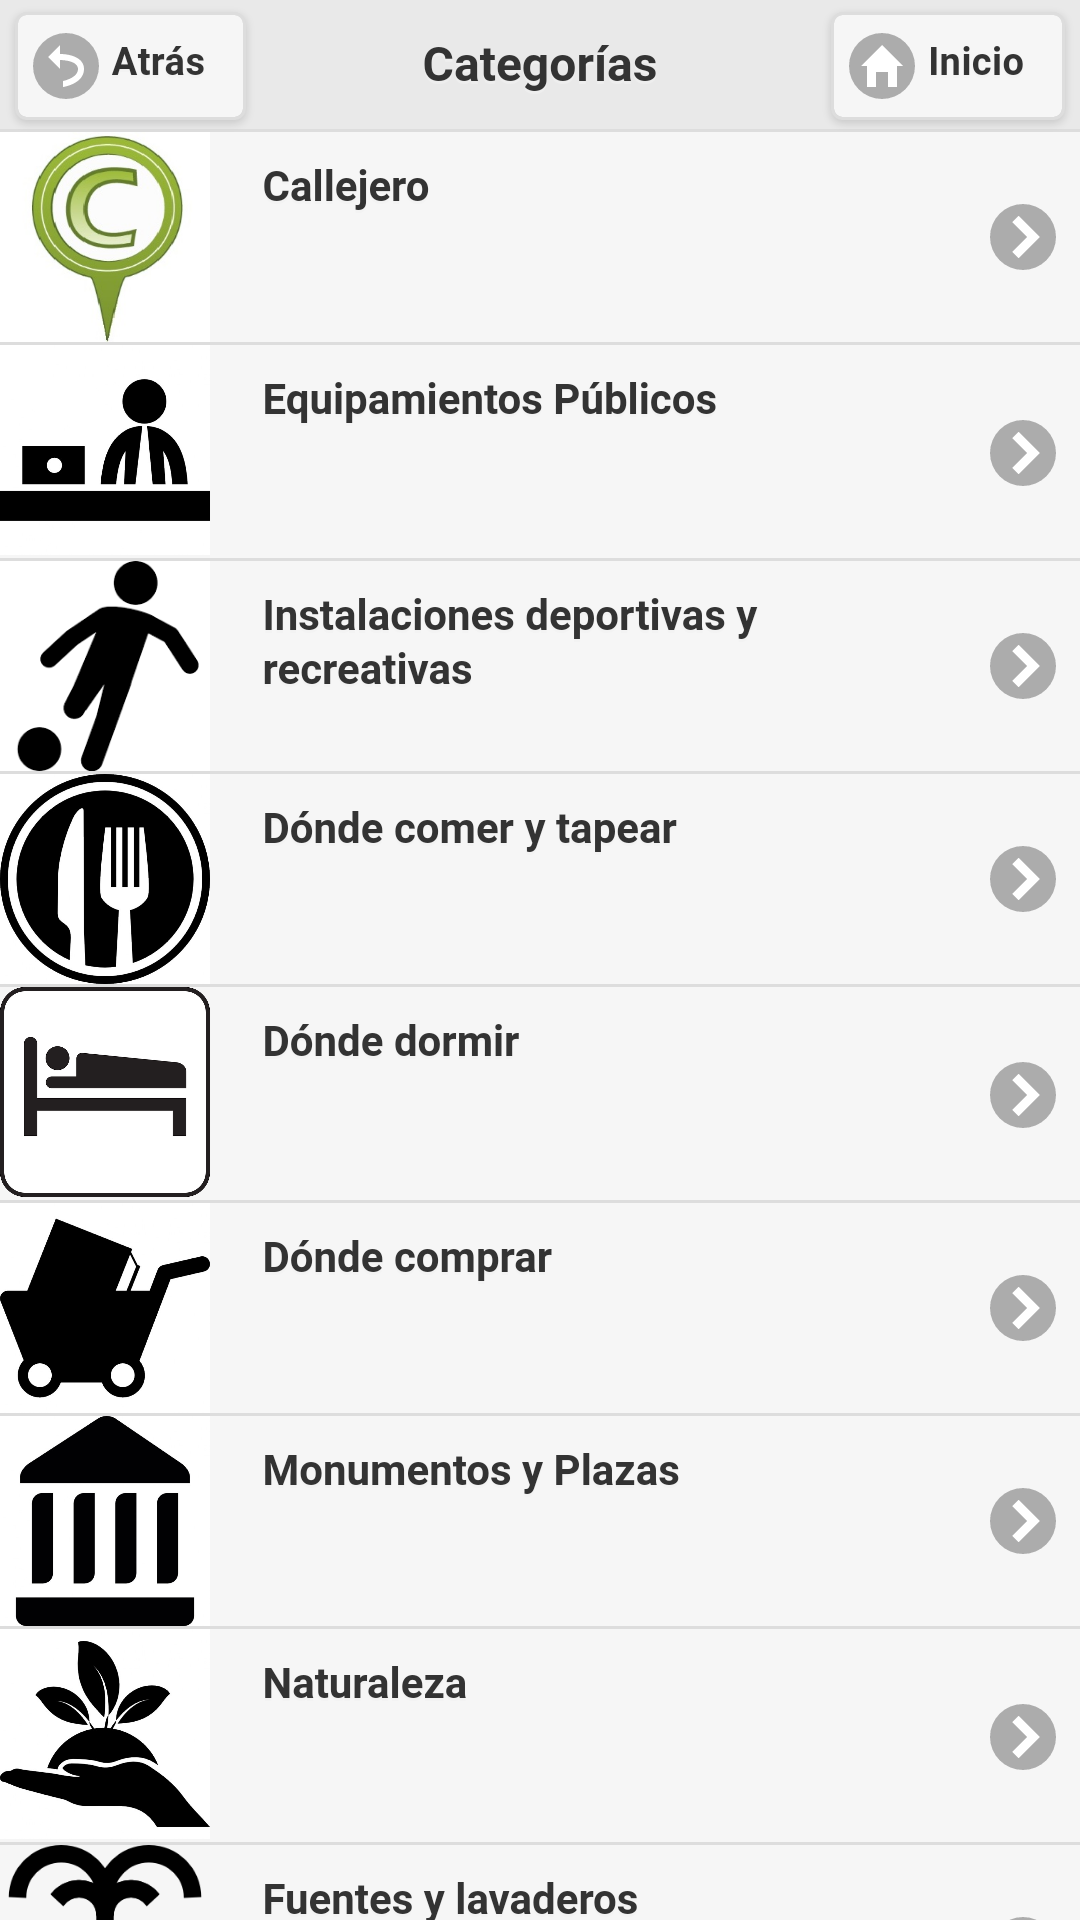 Atrás
Categorías
Inicio
C
Callejero
Equipamientos Públicos
Instalaciones deportivas y
recreativas
Dónde comer y tapear
Dónde dormir
Dónde comprar
Monumentos y Plazas
Naturaleza
Fuentes y lavaderos